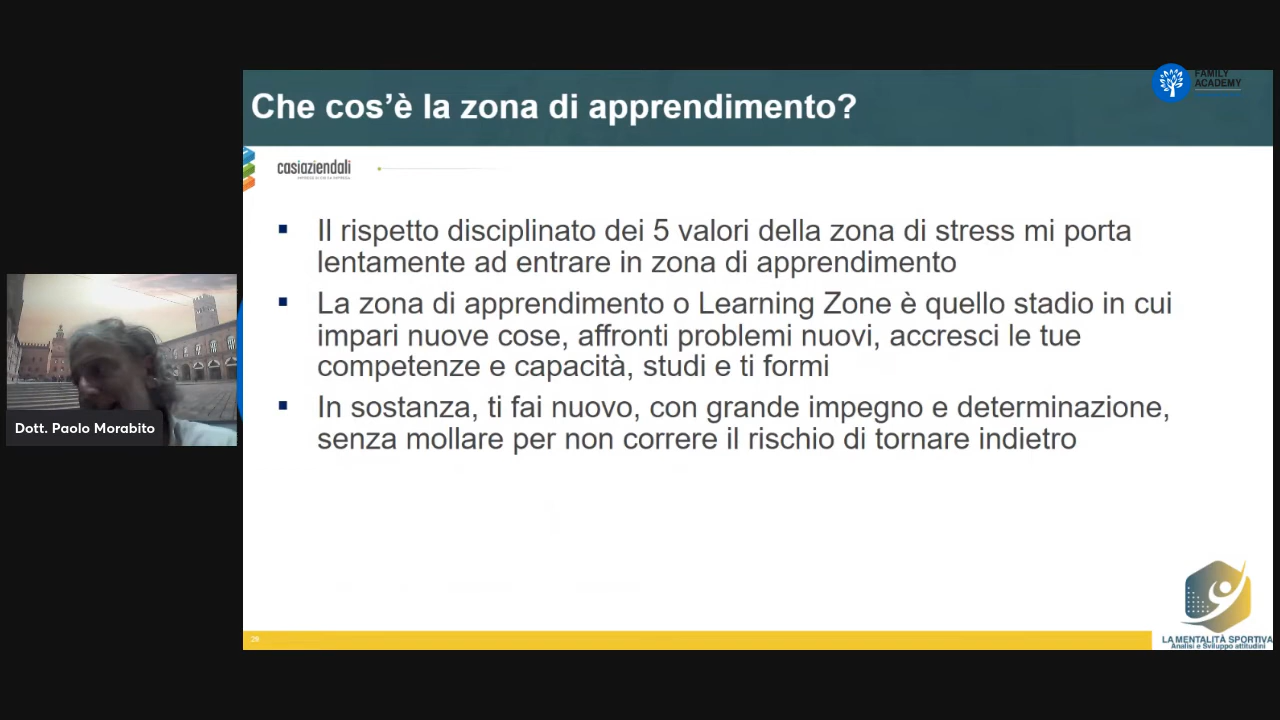 FAMILY
ACADEMY
Che cos'è la zona di apprendimento?
casiaziendali
▪ Il rispetto disciplinato dei 5 valori della zona di stress mi porta
lentamente ad entrare in zona di apprendimento
▪ La zona di apprendimento o Learning Zone è quello stadio in cui
impari nuove cose, affronti problemi nuovi, accresci le tue
competenze e capacità, studi e ti formi
▪ In sostanza, ti fai nuovo, con grande impegno e determinazione,
senza mollare per non correre il rischio di tornare indietro
Dott. Paolo Morabito
LA MENTALITÀ SPORTIVA
Analisi e Sviluppo attitudini